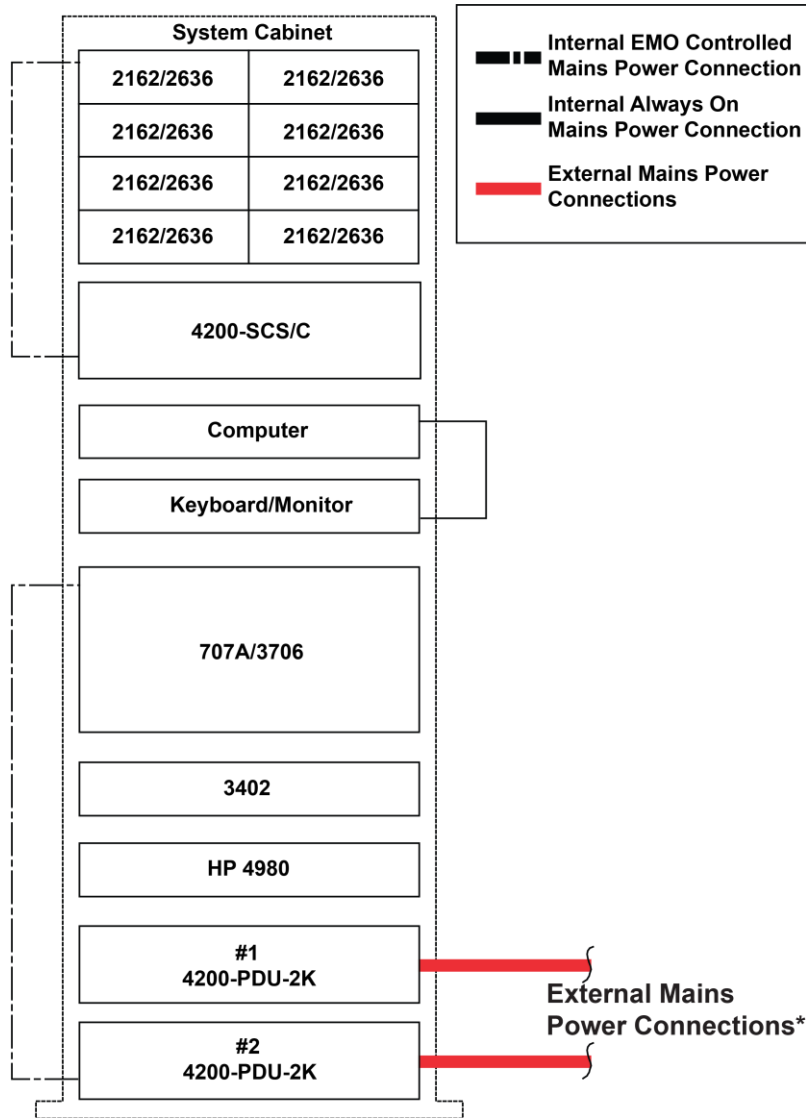 System Cabinet
2162/2636 2162/2636
2162/2636 2162/2636
2162/2636 2162/2636
2162/2636 2162/2636
4200-SCS/C
Computer
Keyboard/Monitor
707A/3706
3402
HP 4980
#1
4200-PDU-2K
#2
4200-PDU-2K
Internal EMO Controlled
Mains Power Connection
Internal Always On
Mains Power Connection
External Mains Power
Connections
External Mains
Power Connections*